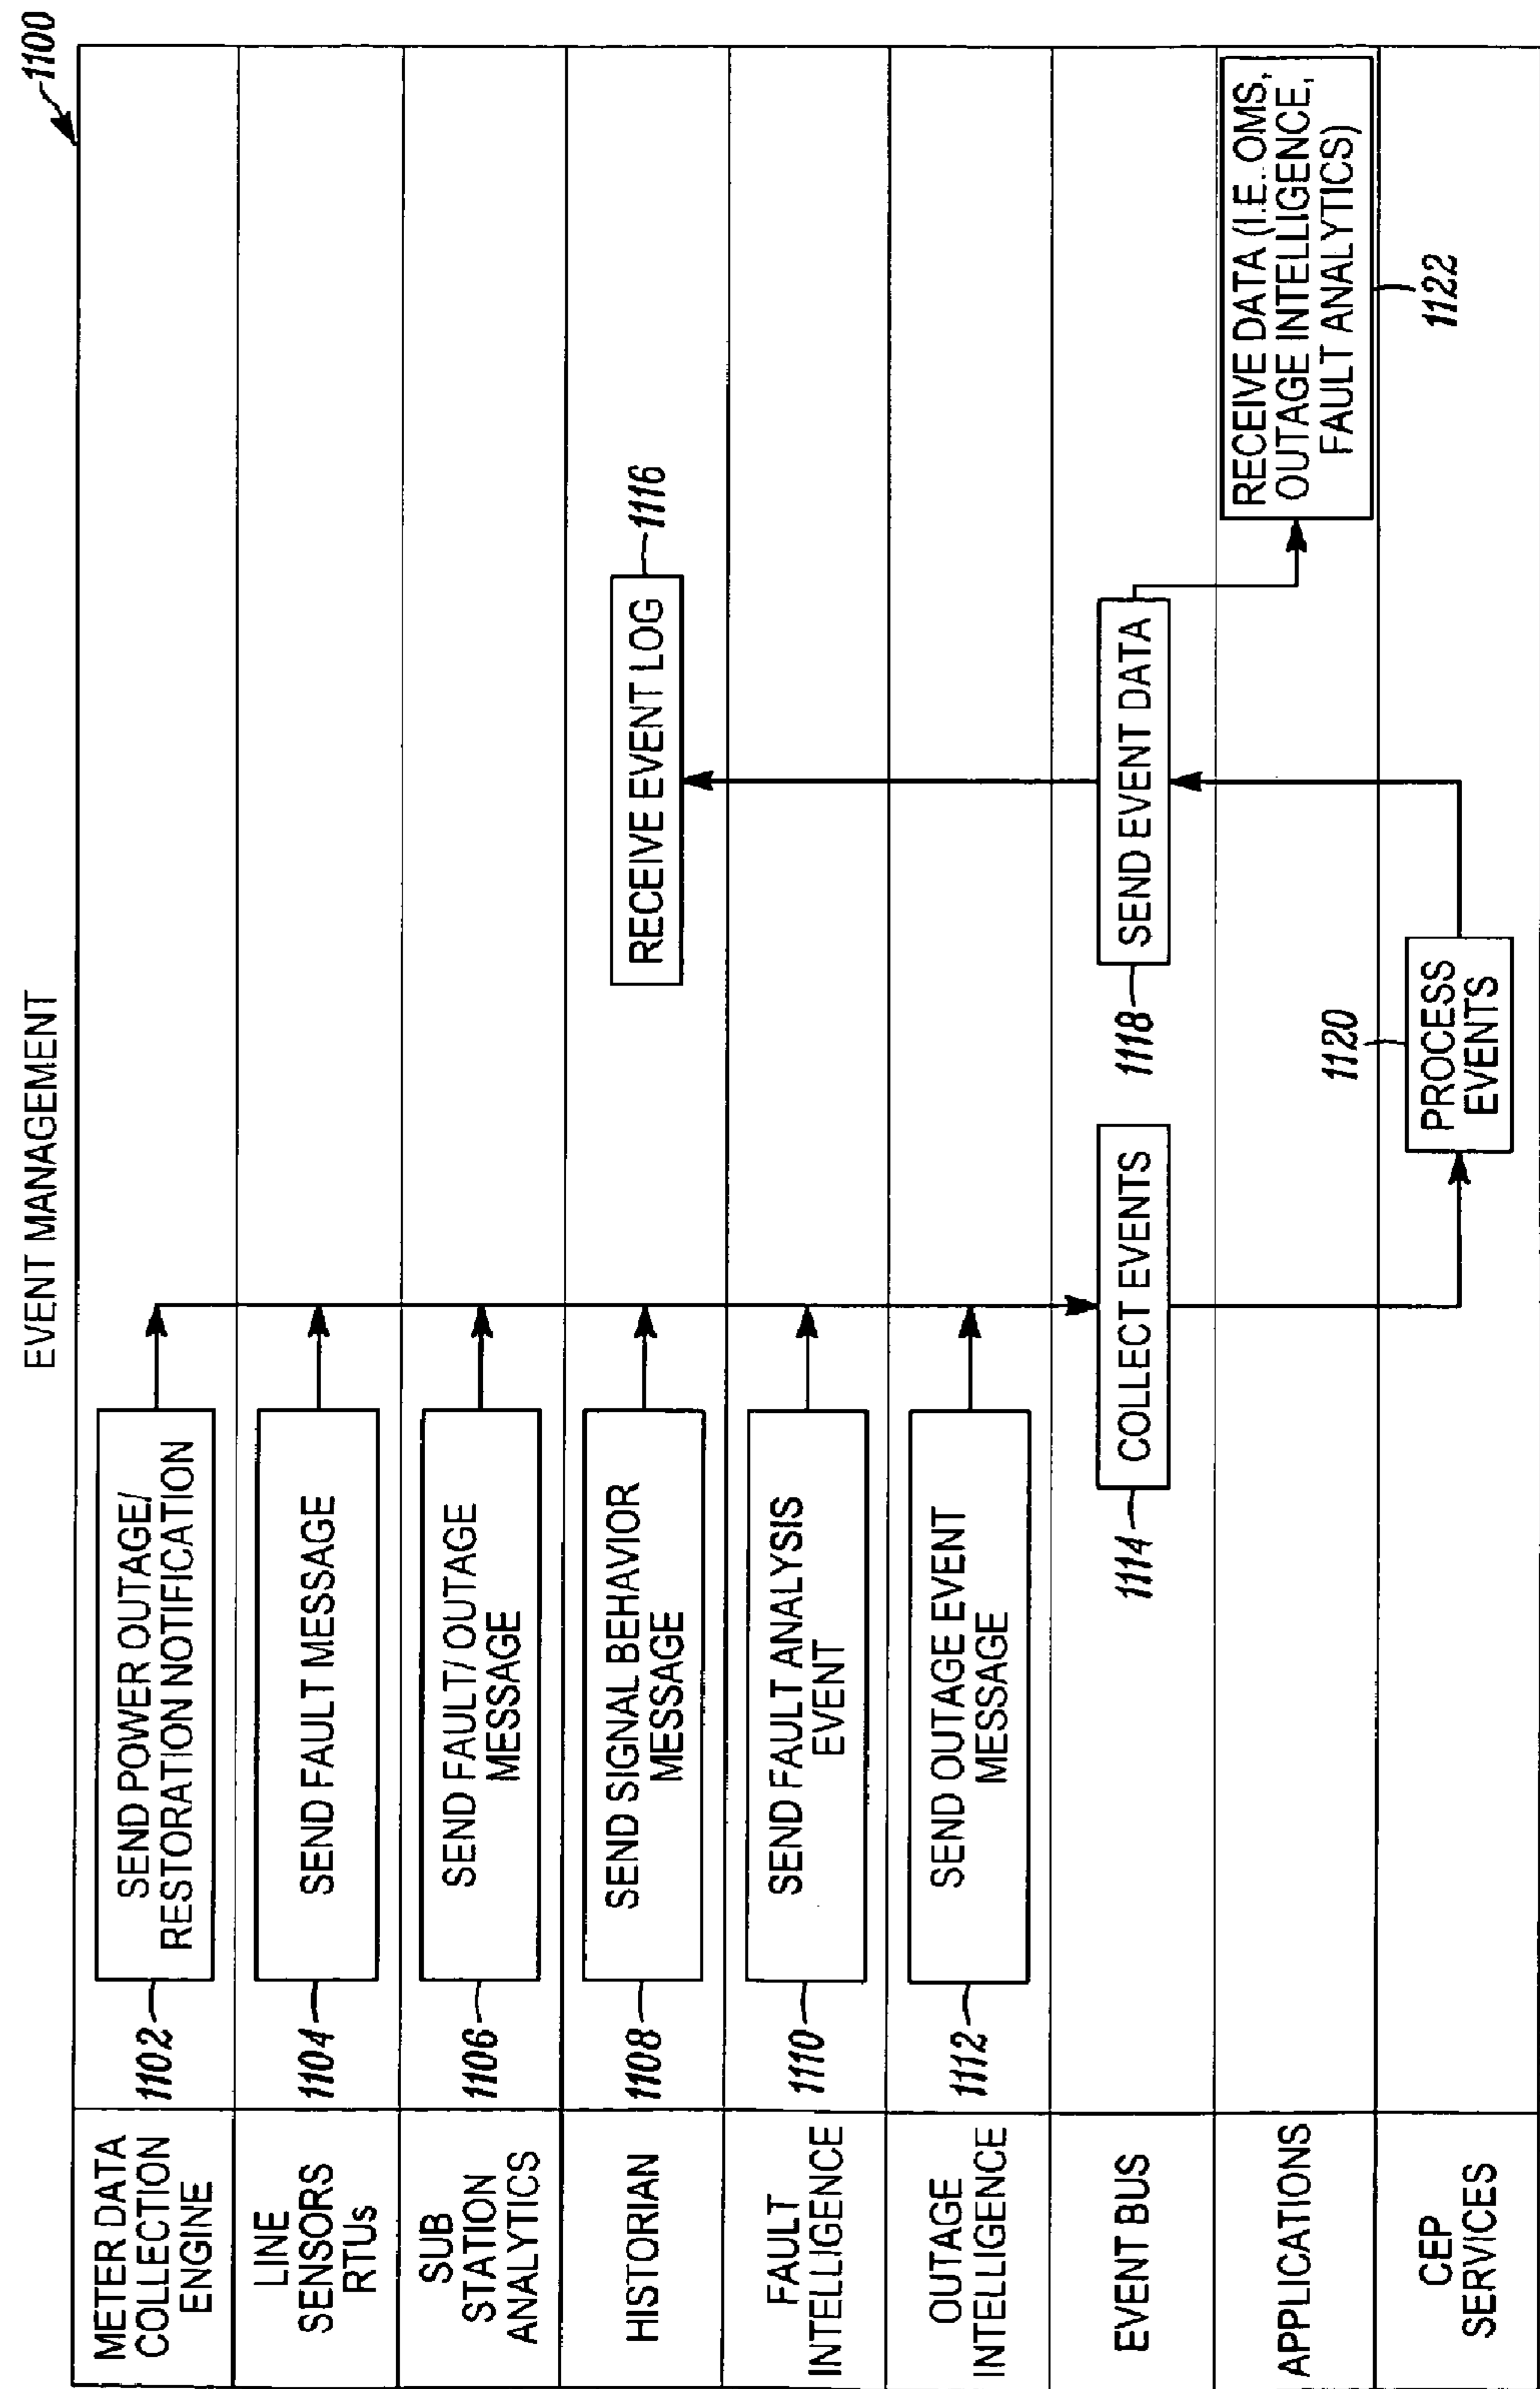 EVENT MANAGEMENT
1100
METER DATA
COLLECTION
ENGINE
1102
SEND POWER OUTAGE/
RESTORATION NOTIFICATION
LINE
SENSORS
RTUs
1104
SEND FAULT MESSAGE
SUB
STATION
ANALYTICS
1106
SEND FAULT/ OUTAGE
MESSAGE
HISTORIAN
1108
SEND SIGNAL BEHAVIOR
MESSAGE
RECEIVE EVENT LOG
1116
FAULT
INTELLIGENCE
1110
SEND FAULT ANALYSIS
EVENT
OUTAGE
INTELLIGENCE
1112
SEND OUTAGE EVENT
MESSAGE
EVENT BUS
1114
COLLECT EVENTS
1118
SEND EVENT DATA
APPLICATIONS
RECEIVE DATA (I.E. OMS,
OUTAGE INTELLIGENCE,
FAULT ANALYTICS)
1122
CEP
SERVICES
1120
PROCESS
EVENTS